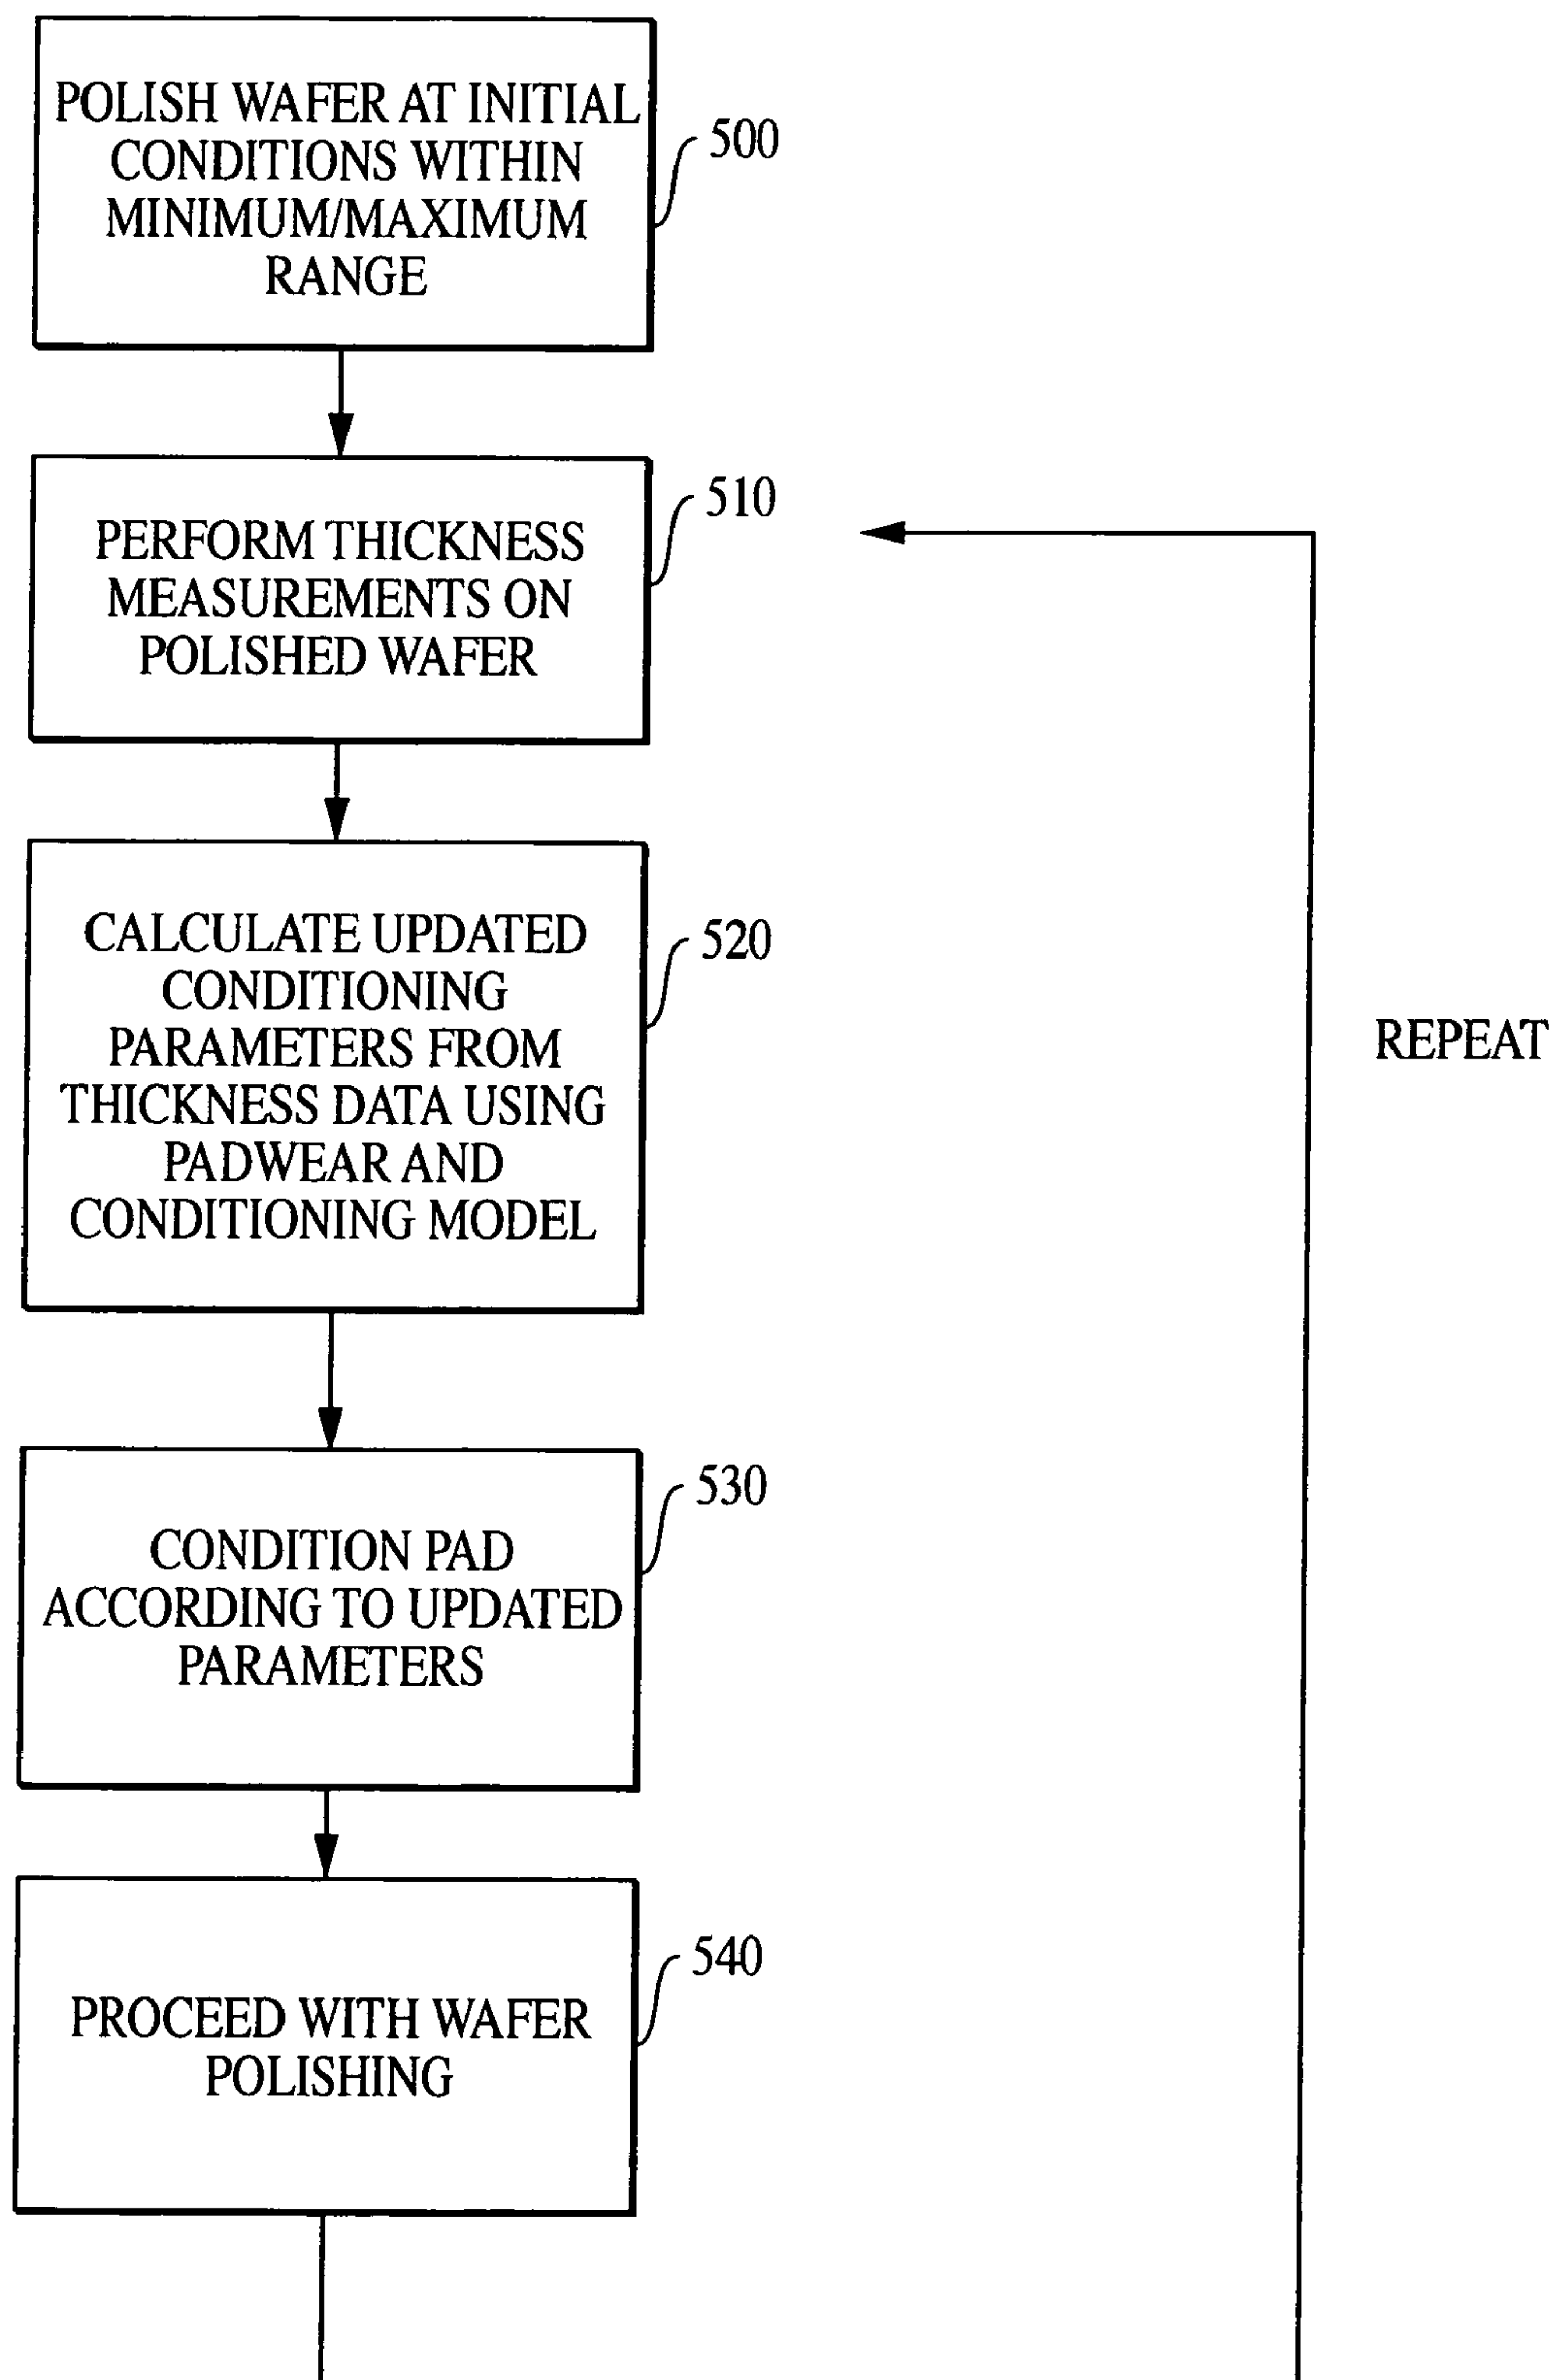 POLISH WAFER AT INITIAL
CONDITIONS WITHIN
MINIMUM/MAXIMUM
RANGE
500
PERFORM THICKNESS
MEASUREMENTS ON
POLISHED WAFER
510
CALCULATE UPDATED
CONDITIONING
PARAMETERS FROM
THICKNESS DATA USING
PADWEAR AND
CONDITIONING MODEL
520
REPEAT
CONDITION PAD
ACCORDING TO UPDATED
PARAMETERS
530
PROCEED WITH WAFER
POLISHING
540